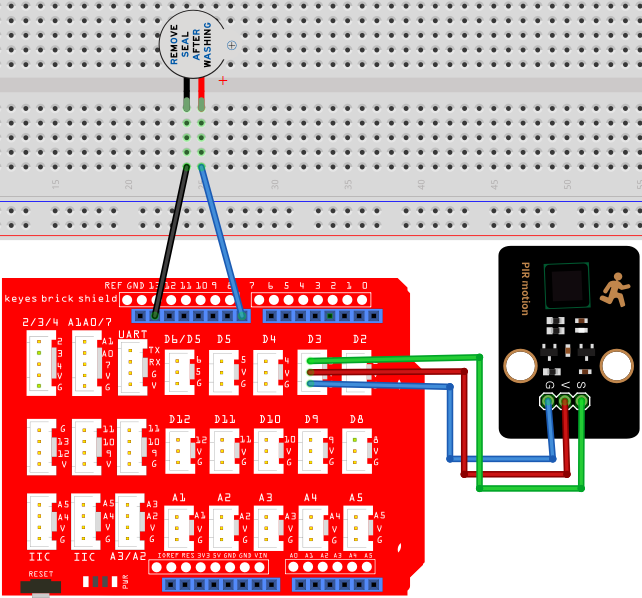 REMOVE
SEAL
AFTER
WASHING
+
15 20 30 35 40 45 50 55
REF GND 13 12 11 10 9 8 7 6 5 4 3 2 1 0
keyes brick shield
2/3/4 A1A0/7 UART D6/D5 D5 D4 D3 D2
2 3 4 V G
A1 A0 7 V G
TX RX G V
6 5 V G
5 V G
4 V G
PIR motion
G V S
D12 D11 D10 D9 D8
G 13 12 V
11 10 9 V
11 10 9 G
12 V G
11 V G
10 V G
9 V G
8 V G
A1 A2 A3 A4 A5
A5 A4 V G
A5 A4 V G
A3 A2 V G
A1 V G
A2 V G
A3 V G
A4 V G
A5 V G
IIC IIC A3/A2
IOREF RES 3V3 5V GND GND VIN A0 A1 A2 A3 A4 A5
RESET
PWR